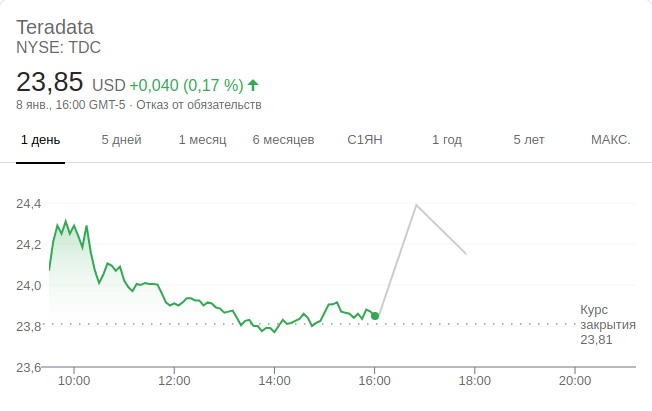 Teradata
NYSE: TDC
23,85 USD +0,040 (0,17 %)
8 янв., 16:00 GMT-5 · Отказ от обязательств
1 день 5 дней 1 месяц 6 месяцев С1ЯН 1 год 5 лет МАКС.
24,4
24,2
24,0
23,8
23,6
Курс
закрытия
23,81
10:00 12:00 14:00 16:00 18:00 20:00